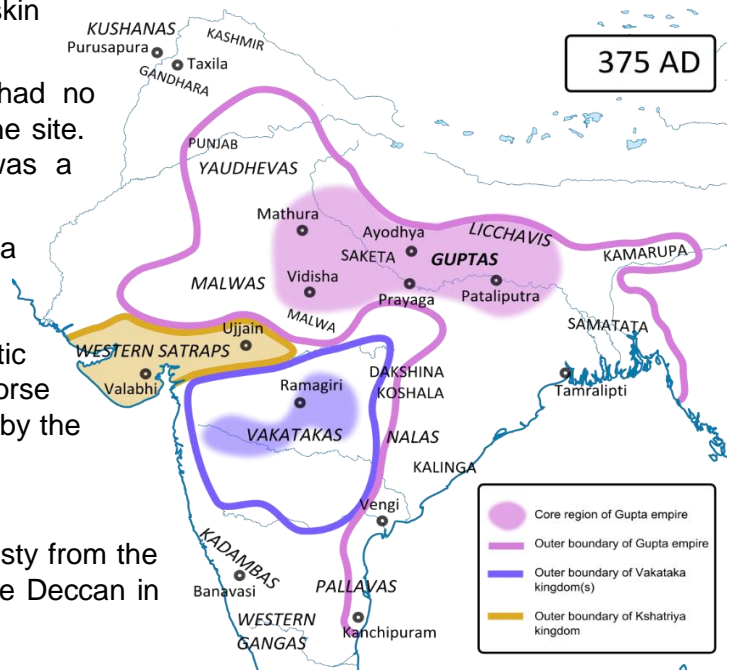 skin
had no
ne site.
was a
a
tic
orse
by the
sty from the
e Deccan in
375 AD
KUSHANAS
KASHMIR
Purusapura
Taxila
GANDHARA
PUNJAB
YAUDHEVAS
Mathura
Ayodhya
LICCHAVIS
SAKETA
GUPTAS
KAMARUPA
MALWAS
Vidisha
Prayaga
Pataliputra
MALWA
SAMATATA
Ujjain
WESTERN SATRAPS
DAKSHINA
KOSHALA
Valabhi
Ramagiri
Tamralipti
VAKATAKAS
NALAS
KALINGA
Vengi
KADAMBAS
Banavasi
PALLAVAS
WESTERN
GANGAS
Kanchipuram
Core region of Gupta empire
Outer boundary of Gupta empire
Outer boundary of Vakataka
kingdom(s)
Outer boundary of Kshatriya
kingdom